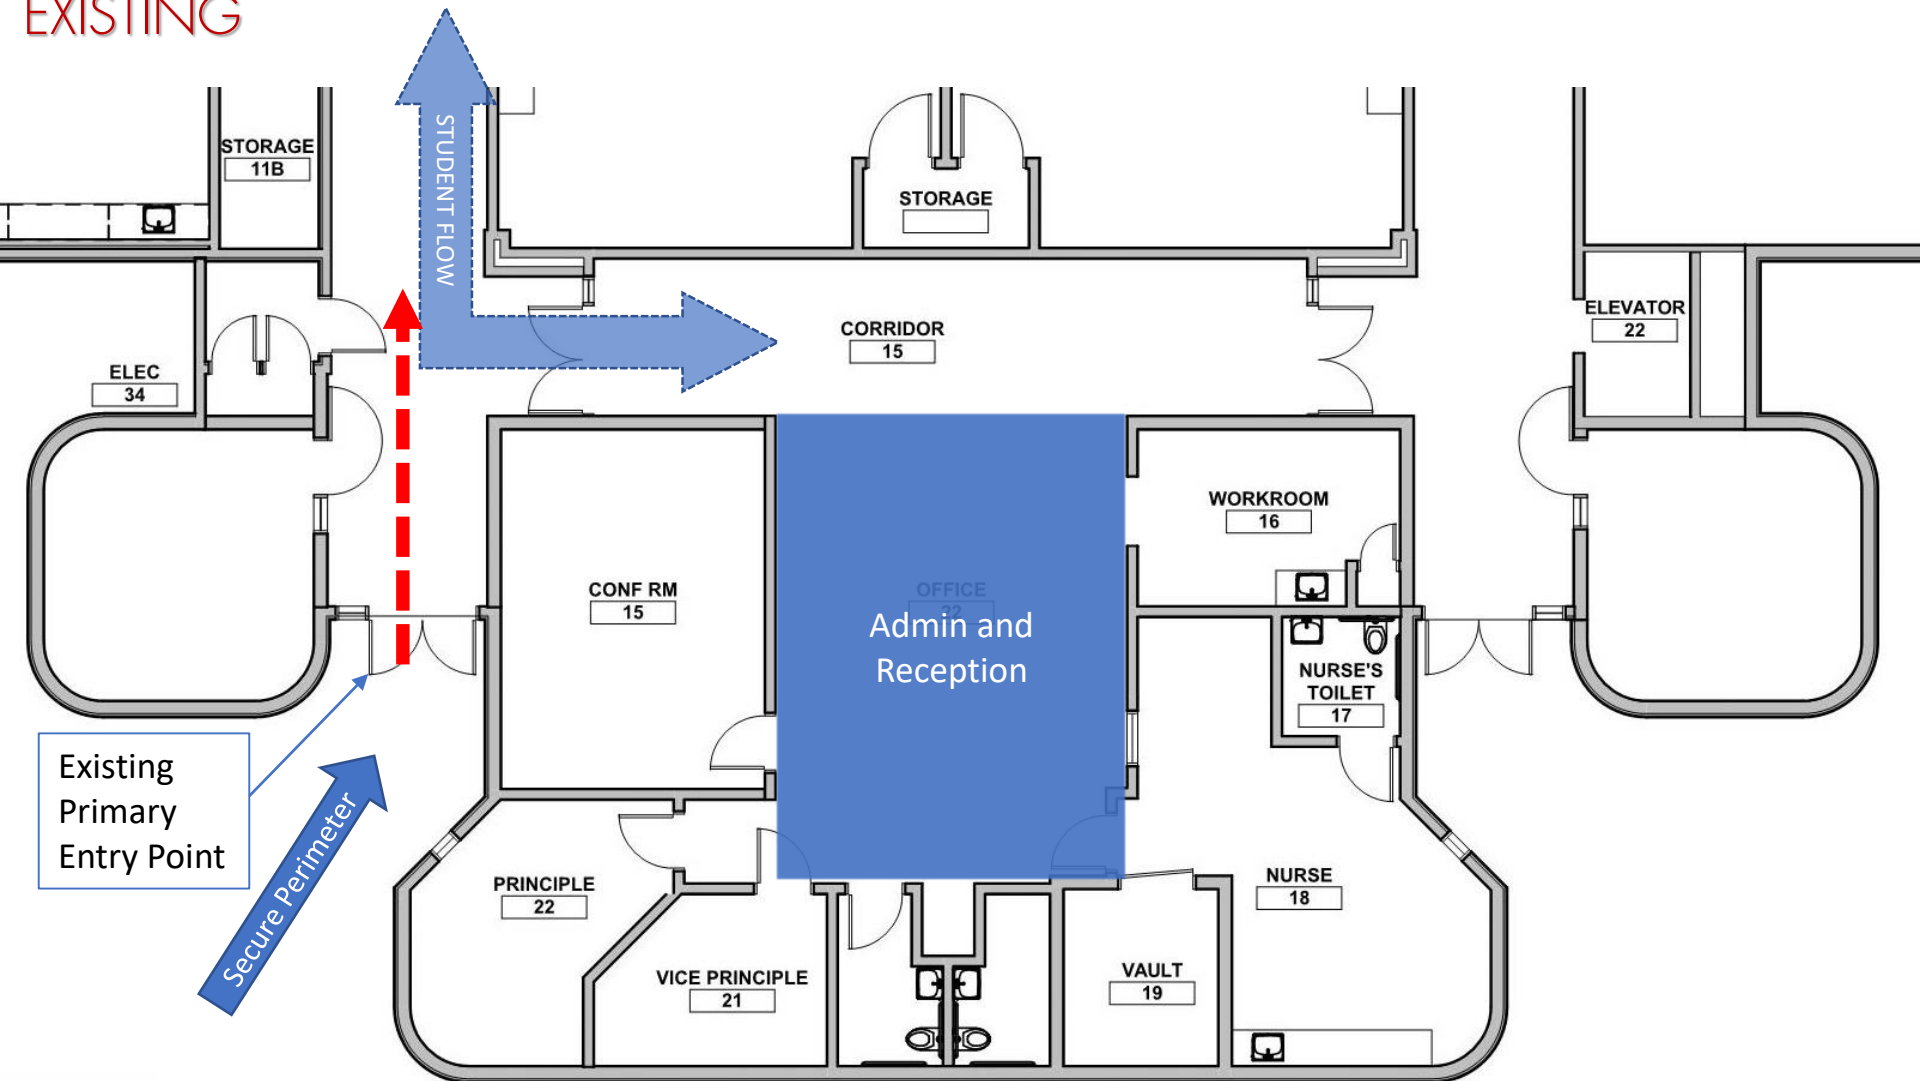 EXISTING
STORAGE
11B
STUDENT FLOW
STORAGE
CORRIDOR
15
ELEVATOR
22
ELEC
34
WORKROOM
16
CONF RM
15
OFFICE
22
Admin and
Reception
NURSE'S
TOILET
17
Existing
Primary
Entry Point
Secure Perimeter
PRINCIPLE
22
NURSE
18
VICE PRINCIPLE
21
VAULT
19